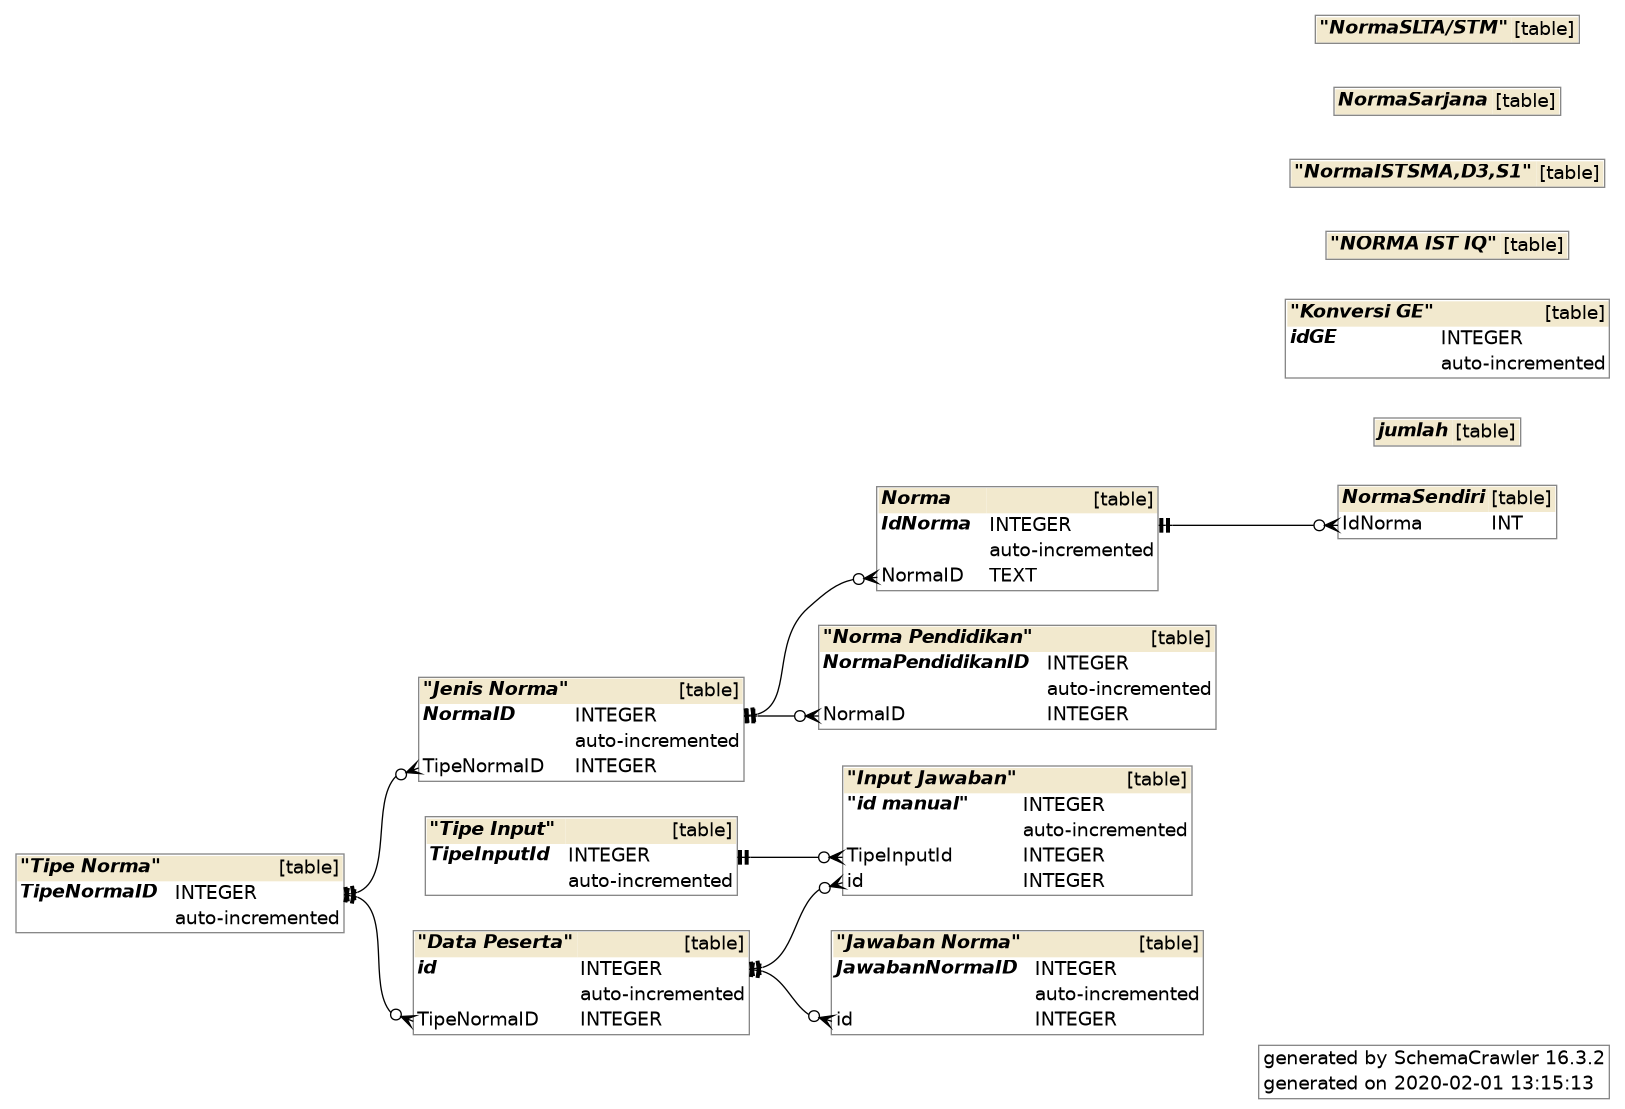 "NormaSLTA/STM" [table]
NormaSarjana [table]
"NormaISTSMA,D3,S1" [table]
"NORMA IST IQ" [table]
"Konversi GE" [table]
idGE INTEGER
auto-incremented
jumlah [table]
NormaSendiri [table]
IdNorma INT
Norma [table]
IdNorma INTEGER
auto-incremented
NormaID TEXT
"Norma Pendidikan" [table]
NormaPendidikanID INTEGER
auto-incremented
NormaID INTEGER
"Jenis Norma" [table]
NormaID INTEGER
auto-incremented
TipeNormaID INTEGER
"Input Jawaban" [table]
"id manual" INTEGER
auto-incremented
TipeInputId INTEGER
id INTEGER
"Tipe Input" [table]
TipeInputId INTEGER
auto-incremented
"Tipe Norma" [table]
TipeNormaID INTEGER
auto-incremented
"Data Peserta" [table]
id INTEGER
auto-incremented
TipeNormaID INTEGER
"Jawaban Norma" [table]
JawabanNormaID INTEGER
auto-incremented
id INTEGER
generated by SchemaCrawler 16.3.2
generated on 2020-02-01 13:15:13